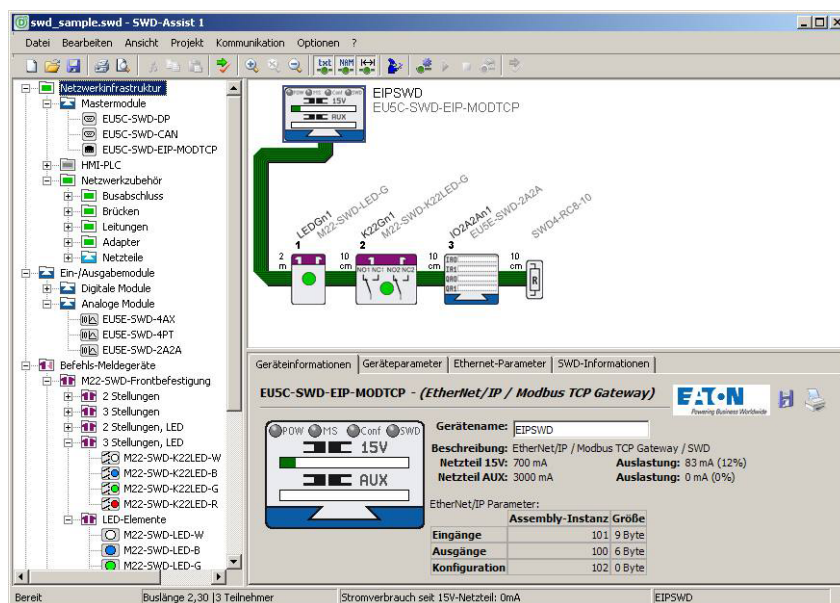 swd_sample.swd - SWD-Assist 1
Datei Bearbeiten Ansicht Projekt Kommunikation Optionen ?
txt NAM
Netzwerkinfrastruktur
Mastermodule
EU5C-SWD-DP
EU5C-SWD-CAN
EU5C-SWD-EIP-MODTCP
HMI-PLC
Netzwerkzubehör
Busabschluss
Brücken
Leitungen
Adapter
Netzteile
Ein-/Ausgabemodule
Digitale Module
Analoge Module
EU5E-SWD-4AX
EU5E-SWD-4PT
EU5E-SWD-2A2A
Befehls-Meldegeräte
M22-SWD-Frontbefestigung
2 Stellungen
3 Stellungen
2 Stellungen, LED
3 Stellungen, LED
M22-SWD-K22LED-W
M22-SWD-K22LED-B
M22-SWD-K22LED-G
M22-SWD-K22LED-R
LED-Elemente
M22-SWD-LED-W
M22-SWD-LED-B
M22-SWD-LED-G
POW MS Conf SWD
15V
AUX
EIPSWD
EU5C-SWD-EIP-MODTCP
LEDGn1
M22-SWD-LED-G
K22Gn1
M22-SWD-K22LED-G
IO2A2An1
EU5E-SWD-2A2A
SWD4-RC8-10
1 2 3
2 m
10 cm
10 cm
10 cm
NO1 NC1 NO2 NC2
IA0
IA1
QA0
QA1
R
Geräteinformationen Geräteparameter Ethernet-Parameter SWD-Informationen
EU5C-SWD-EIP-MODTCP - (EtherNet/IP / Modbus TCP Gateway)
EATON
Powering Business Worldwide
POW MS Conf SWD
15V
AUX
Gerätename: EIPSWD
Beschreibung: EtherNet/IP / Modbus TCP Gateway / SWD
Netzteil 15V: 700 mA Auslastung: 83 mA (12%)
Netzteil AUX: 3000 mA Auslastung: 0 mA (0%)
EtherNet/IP Parameter:
Assembly-Instanz Größe
Eingänge 101 9 Byte
Ausgänge 100 6 Byte
Konfiguration 102 0 Byte
Bereit Buslänge 2,30 |3 Teilnehmer Stromverbrauch seit 15V-Netzteil: 0mA EIPSWD